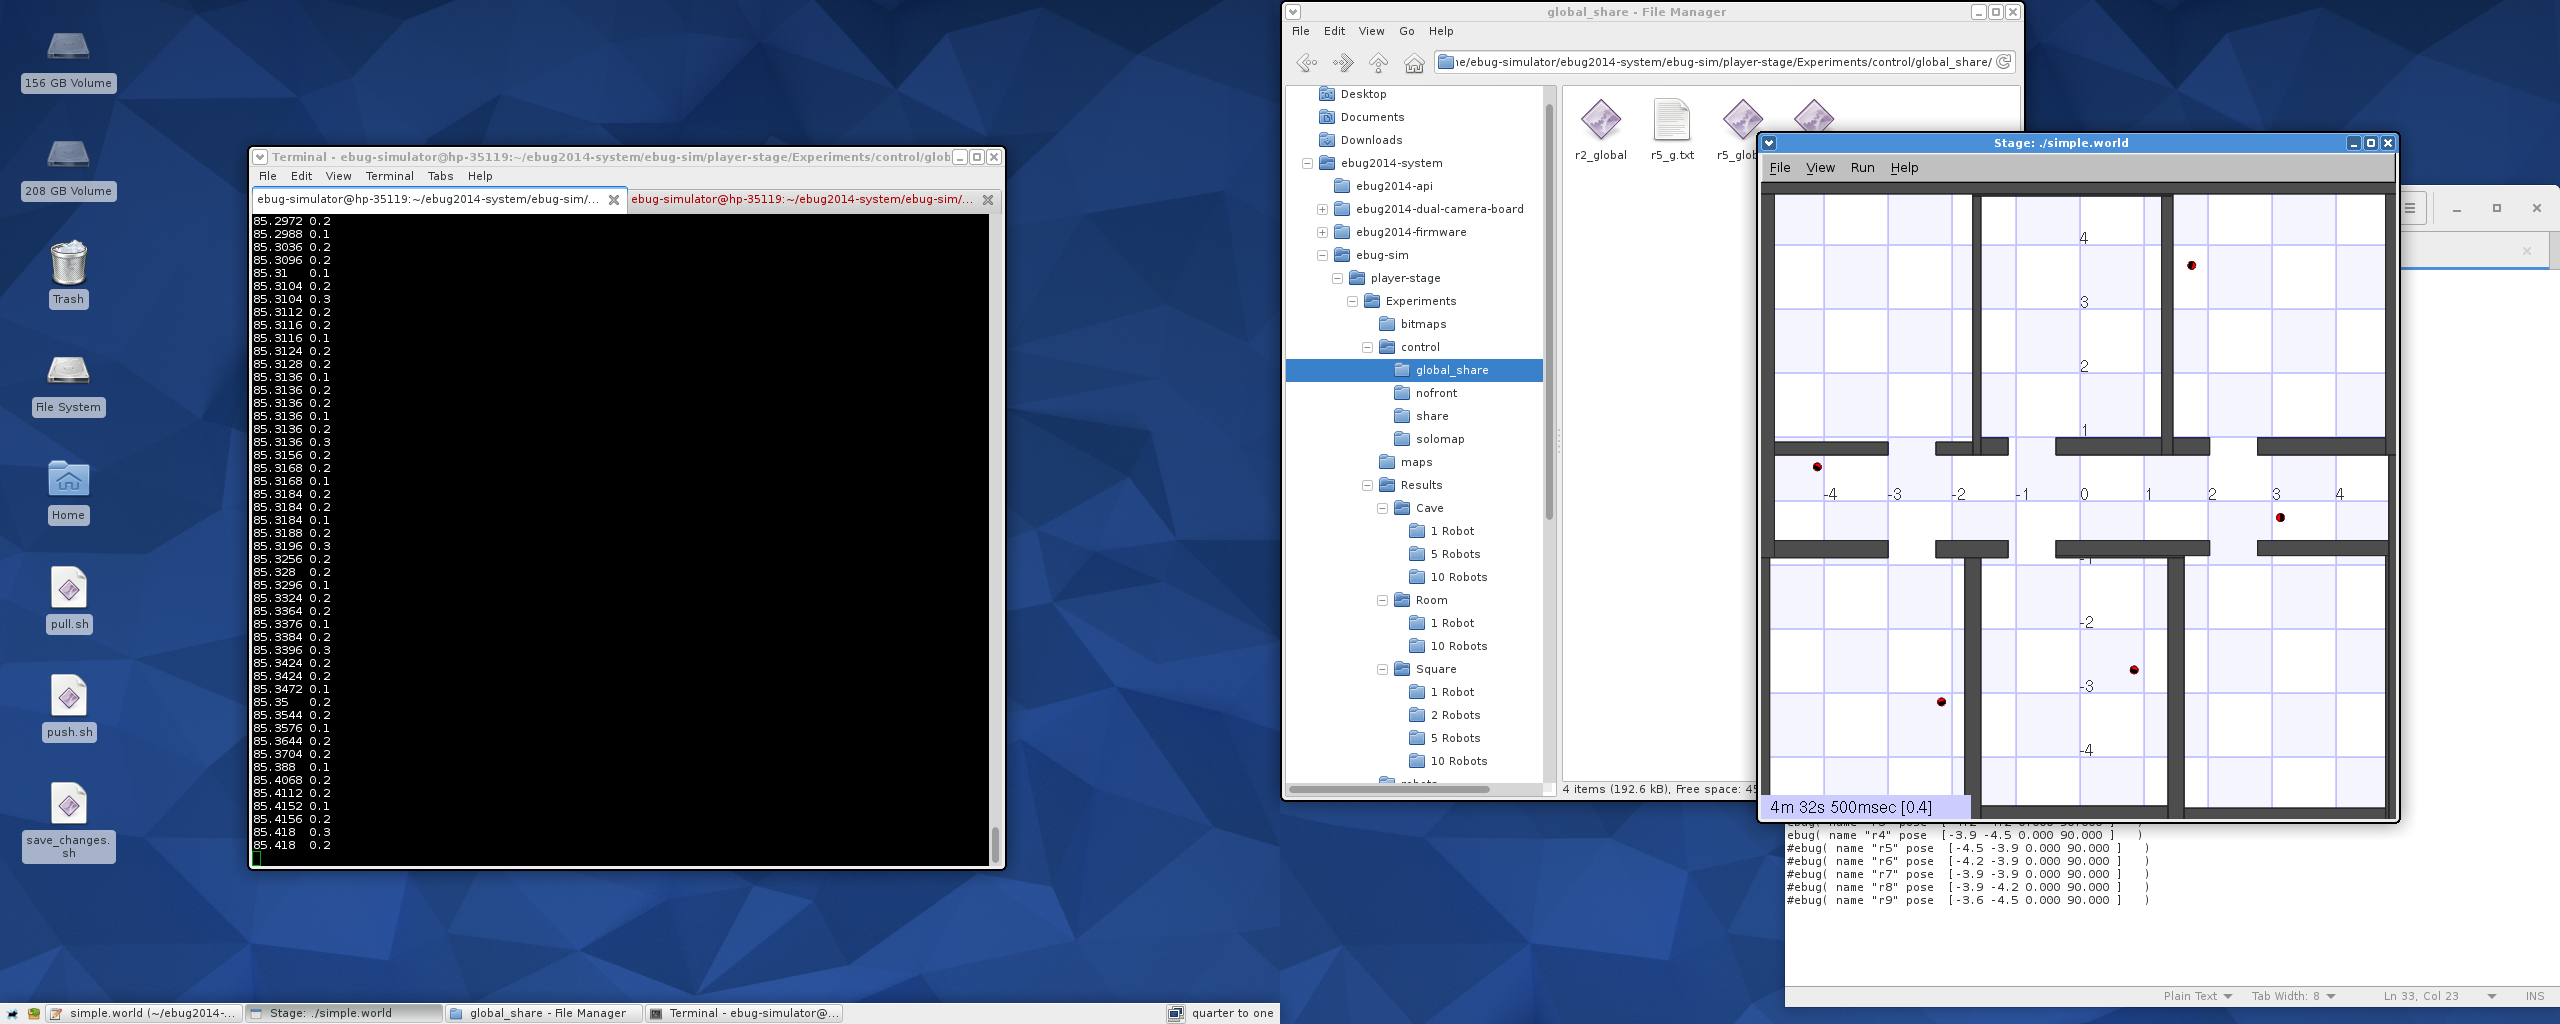 156 GB Volume
208 GB Volume
Trash
File System
Home
pull.sh
push.sh
save_changes.
sh
Terminal - ebug-simulator@hp-35119:~/ebug2014-system/ebug-sim/player-stage/Experiments/control/glob
File Edit View Terminal Tabs Help
ebug-simulator@hp-35119:~/ebug2014-system/ebug-sim/...
ebug-simulator@hp-35119:~/ebug2014-system/ebug-sim/...
85.2972 0.2
85.2988 0.1
85.3036 0.2
85.3096 0.2
85.31 0.1
85.3104 0.2
85.3104 0.3
85.3112 0.2
85.3116 0.2
85.3116 0.1
85.3124 0.2
85.3128 0.2
85.3136 0.1
85.3136 0.2
85.3136 0.2
85.3136 0.1
85.3136 0.2
85.3136 0.3
85.3156 0.2
85.3168 0.2
85.3168 0.1
85.3184 0.2
85.3184 0.2
85.3184 0.1
85.3188 0.2
85.3196 0.3
85.3256 0.2
85.328 0.2
85.3296 0.1
85.3324 0.2
85.3364 0.2
85.3376 0.1
85.3384 0.2
85.3396 0.3
85.3424 0.2
85.3424 0.2
85.3472 0.1
85.35 0.2
85.3544 0.2
85.3576 0.1
85.3644 0.2
85.3704 0.2
85.388 0.1
85.4068 0.2
85.4112 0.2
85.4152 0.1
85.4156 0.2
85.418 0.3
85.418 0.2
global_share - File Manager
File Edit View Go Help
ne/ebug-simulator/ebug2014-system/ebug-sim/player-stage/Experiments/control/global_share/
Desktop
Documents
Downloads
ebug2014-system
ebug2014-api
ebug2014-dual-camera-board
ebug2014-firmware
ebug-sim
player-stage
Experiments
bitmaps
control
global_share
nofront
share
solomap
maps
Results
Cave
1 Robot
5 Robots
10 Robots
Room
1 Robot
10 Robots
Square
1 Robot
2 Robots
5 Robots
10 Robots
robots
r2_global
r5_g.txt
r5_glob
4 items (192.6 kB), Free space: 45
Stage: ./simple.world
File View Run Help
4
3
2
1
-4 -3 -2 -1 0 1 2 3 4
-1
-2
-3
-4
4m 32s 500msec [0.4]
ebug( name "r4" pose [-3.9 -4.5 0.000 90.000 ] )
#ebug( name "r5" pose [-4.5 -3.9 0.000 90.000 ] )
#ebug( name "r6" pose [-4.2 -3.9 0.000 90.000 ] )
#ebug( name "r7" pose [-3.9 -3.9 0.000 90.000 ] )
#ebug( name "r8" pose [-3.9 -4.2 0.000 90.000 ] )
#ebug( name "r9" pose [-3.6 -4.5 0.000 90.000 ] )
Plain Text Tab Width: 8 Ln 33, Col 23 INS
simple.world (~/ebug2014-...
Stage: ./simple.world
global_share - File Manager
Terminal - ebug-simulator@...
quarter to one